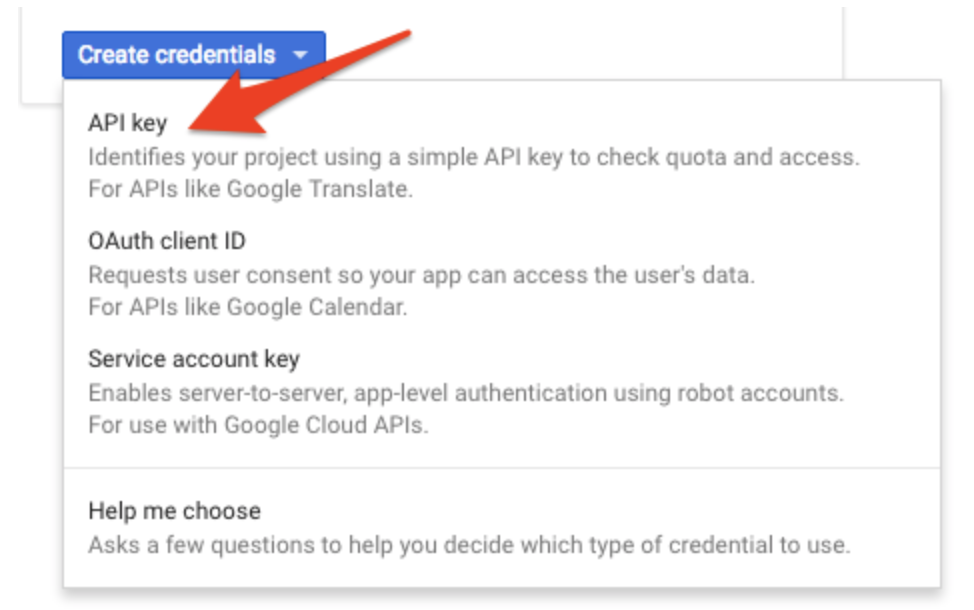 Create credentials
API key
Identifies your project using a simple API key to check quota and access.
For APIs like Google Translate.
OAuth client ID
Requests user consent so your app can access the user's data.
For APIs like Google Calendar.
Service account key
Enables server-to-server, app-level authentication using robot accounts.
For use with Google Cloud APIs.
Help me choose
Asks a few questions to help you decide which type of credential to use.